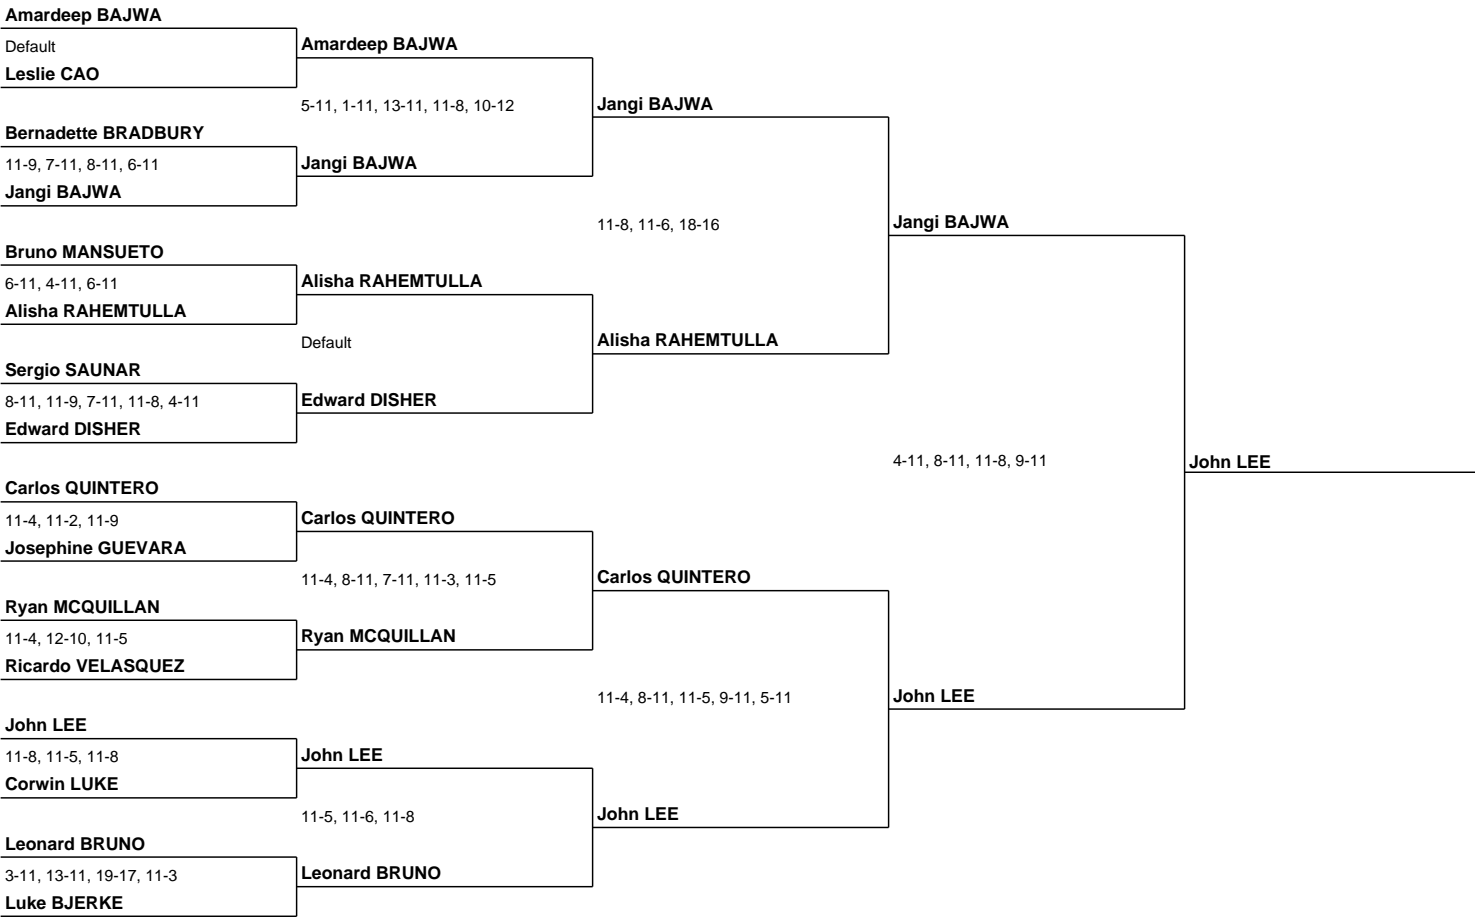 Amardeep BAJWA
Default
Leslie CAO
Bernadette BRADBURY
11-9, 7-11, 8-11, 6-11
Jangi BAJWA
Bruno MANSUETO
6-11, 4-11, 6-11
Alisha RAHEMTULLA
Sergio SAUNAR
8-11, 11-9, 7-11, 11-8, 4-11
Edward DISHER
Carlos QUINTERO
11-4, 11-2, 11-9
Josephine GUEVARA
Ryan MCQUILLAN
11-4, 12-10, 11-5
Ricardo VELASQUEZ
John LEE
11-8, 11-5, 11-8
Corwin LUKE
Leonard BRUNO
3-11, 13-11, 19-17, 11-3
Luke BJERKE
Amardeep BAJWA
5-11, 1-11, 13-11, 11-8, 10-12
Jangi BAJWA
Alisha RAHEMTULLA
Default
Edward DISHER
Carlos QUINTERO
11-4, 8-11, 7-11, 11-3, 11-5
Ryan MCQUILLAN
John LEE
11-5, 11-6, 11-8
Leonard BRUNO
Jangi BAJWA
11-8, 11-6, 18-16
Alisha RAHEMTULLA
Carlos QUINTERO
11-4, 8-11, 11-5, 9-11, 5-11
John LEE
Jangi BAJWA
4-11, 8-11, 11-8, 9-11
John LEE
John LEE